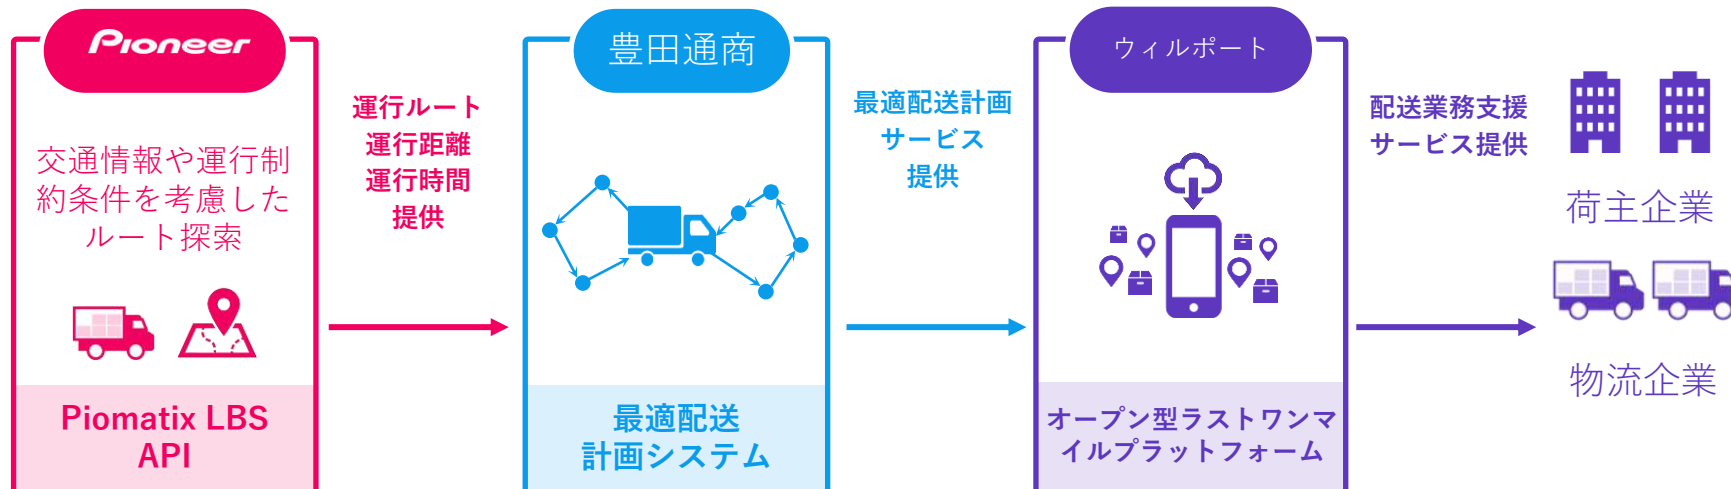 Pioneer
交通情報や運行制
約条件を考慮した
ルート探索
Piomatix LBS
API
運行ルート
運行距離
運行時間
提供
豊田通商
最適配送
計画システム
最適配送計画
サービス
提供
ウィルポート
オープン型ラストワンマ
イルプラットフォーム
配送業務支援
サービス提供
荷主企業
物流企業